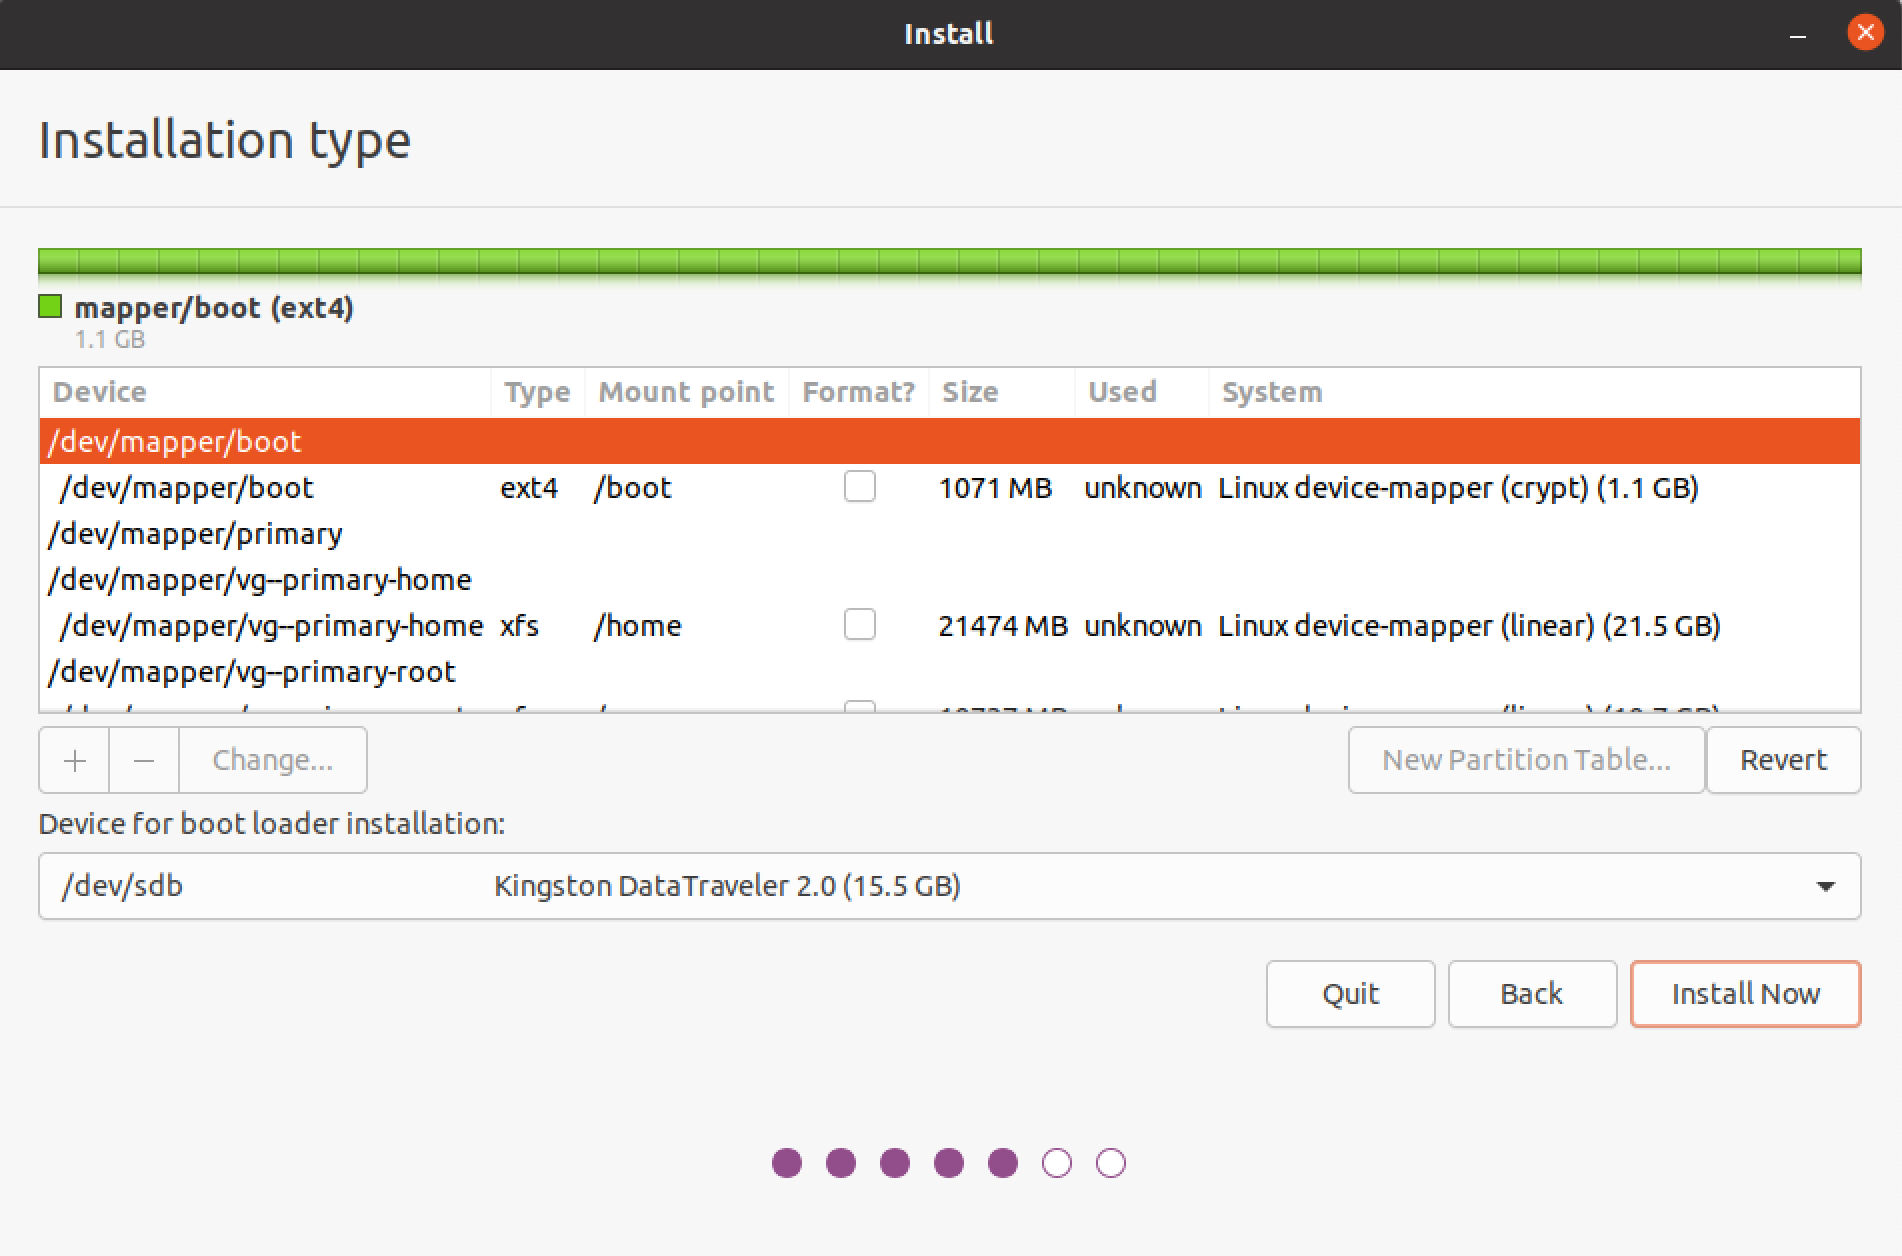 Install
Installation type
mapper/boot (ext4)
1.1 GB
Device Type Mount point Format? Size Used System
/dev/mapper/boot
/dev/mapper/boot ext4 /boot 1071 MB unknown Linux device-mapper (crypt) (1.1 GB)
/dev/mapper/primary
/dev/mapper/vg--primary-home
/dev/mapper/vg--primary-home xfs /home 21474 MB unknown Linux device-mapper (linear) (21.5 GB)
/dev/mapper/vg--primary-root
+ − Change... New Partition Table... Revert
Device for boot loader installation:
/dev/sdb Kingston DataTraveler 2.0 (15.5 GB)
Quit Back Install Now